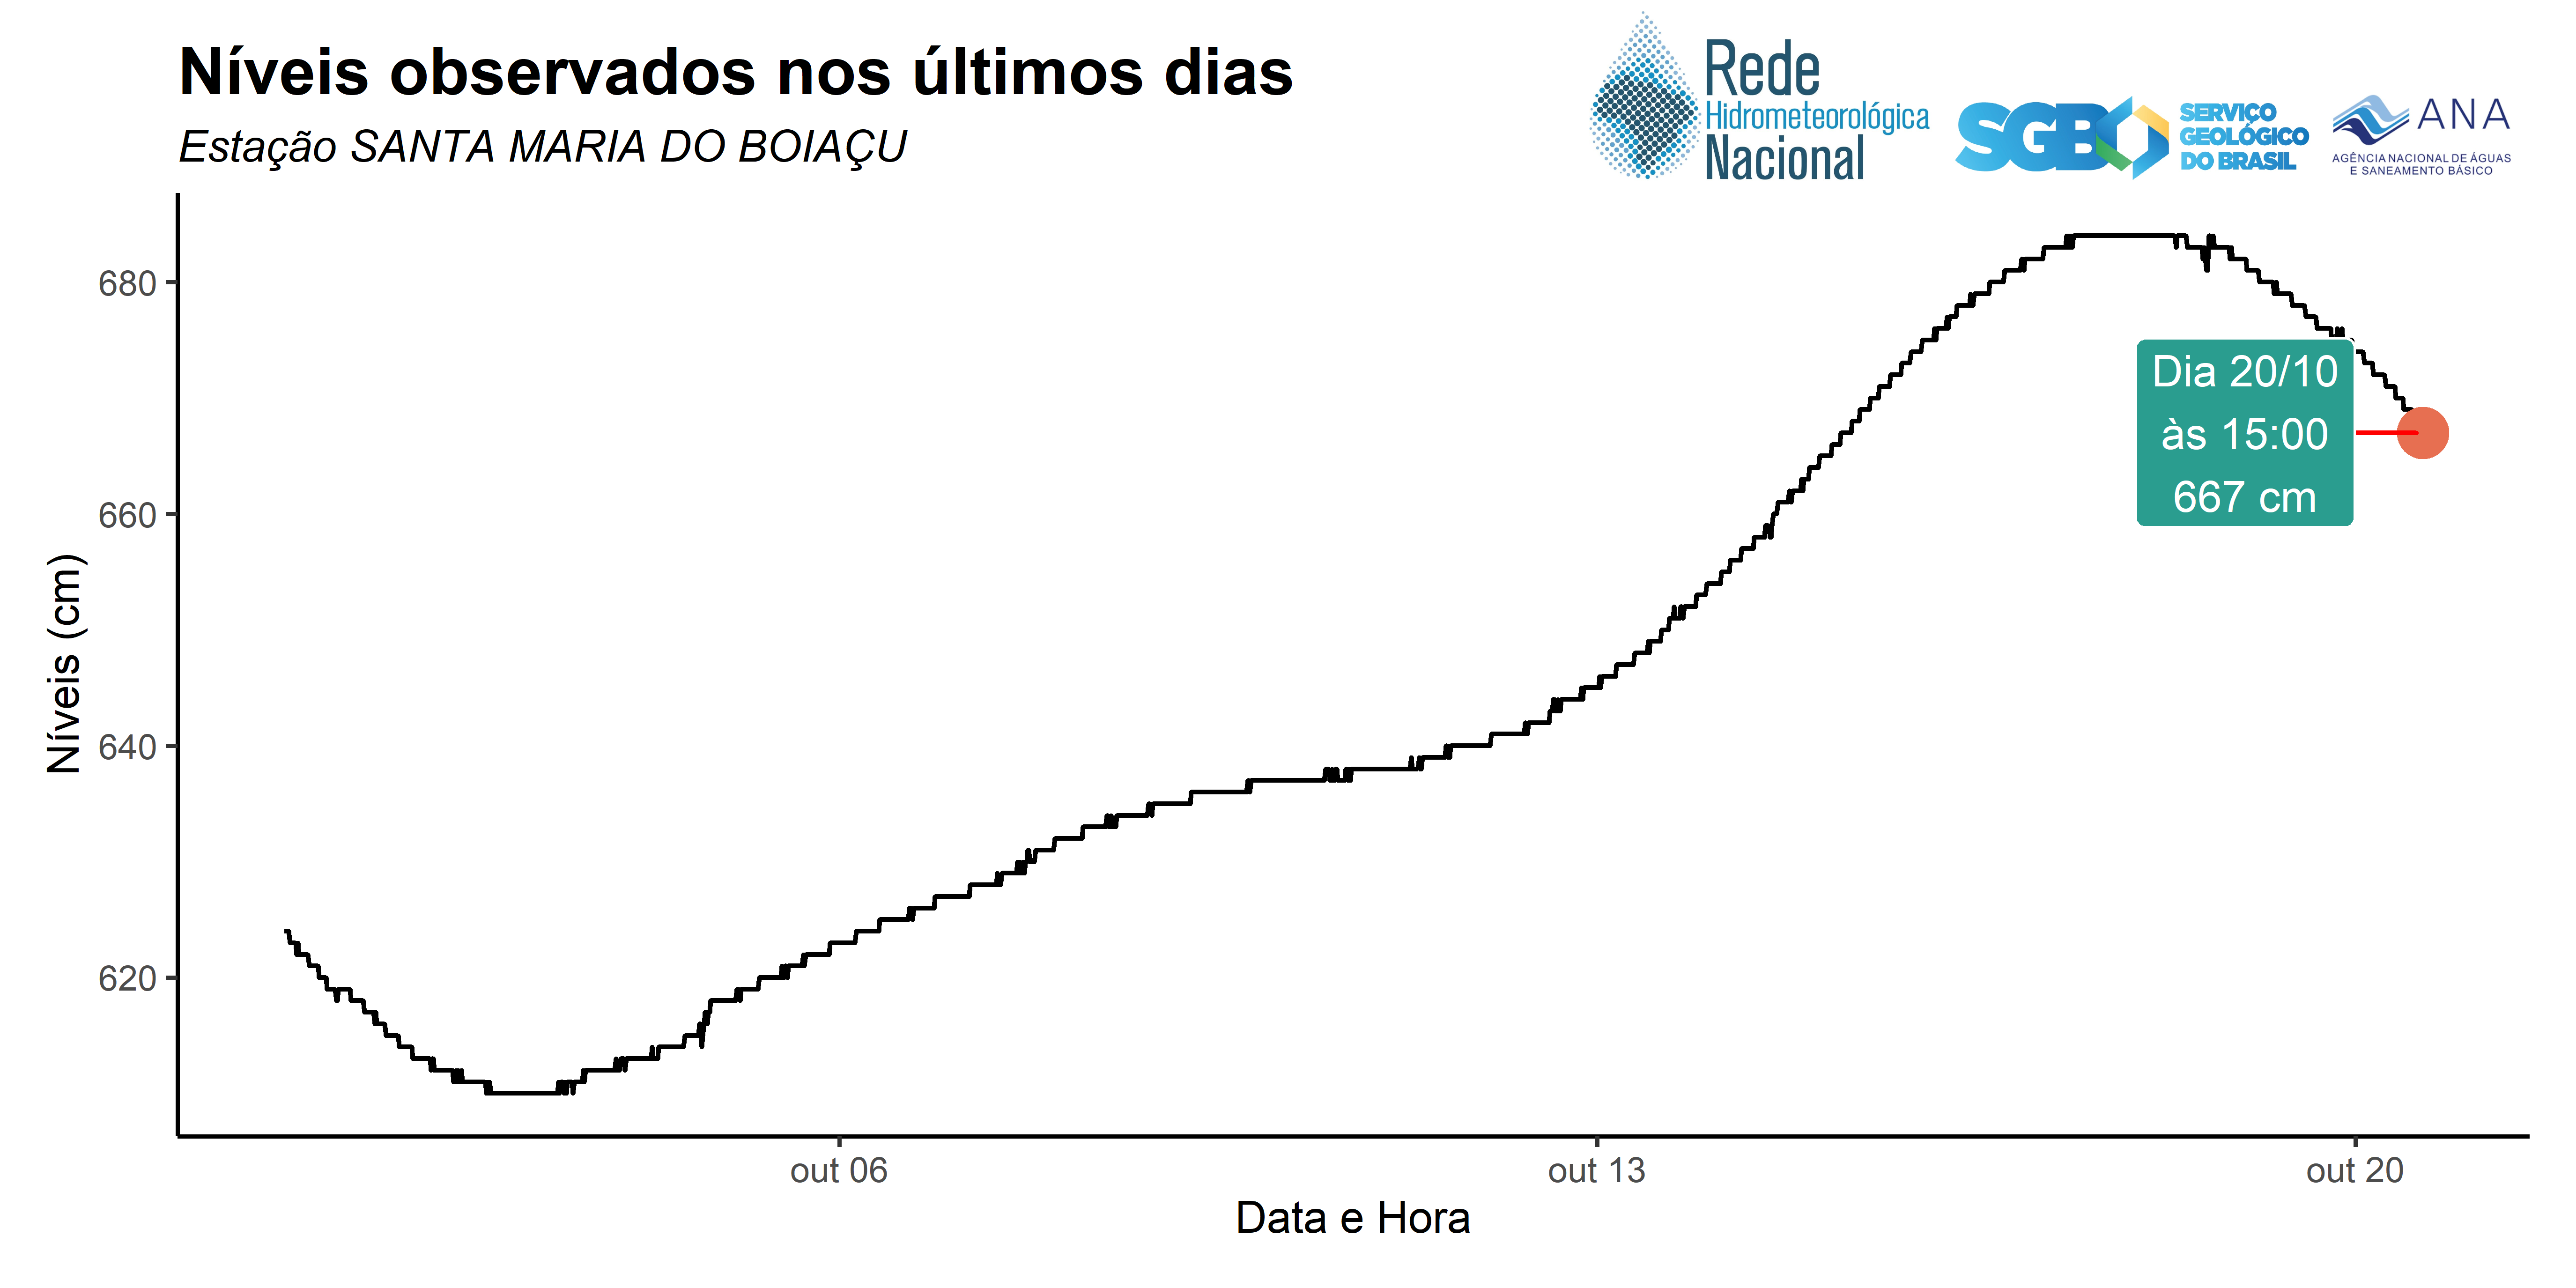 Níveis observados nos últimos dias
Estação SANTA MARIA DO BOIAÇU
Rede
Hidrometeorológica
Nacional
SGB
SERVIÇO
GEOLÓGICO
DO BRASIL
ANA
AGÊNCIA NACIONAL DE ÁGUAS
E SANEAMENTO BÁSICO
Níveis (cm)
680
660
640
620
Dia 20/10
às 15:00
667 cm
out 06
out 13
out 20
Data e Hora